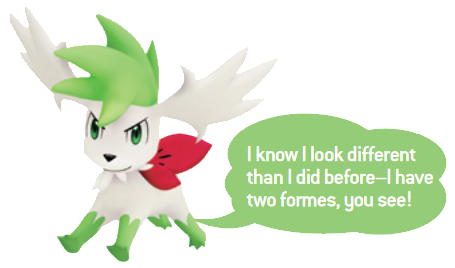 I know I look different
than I did before—I have
two formes, you see!